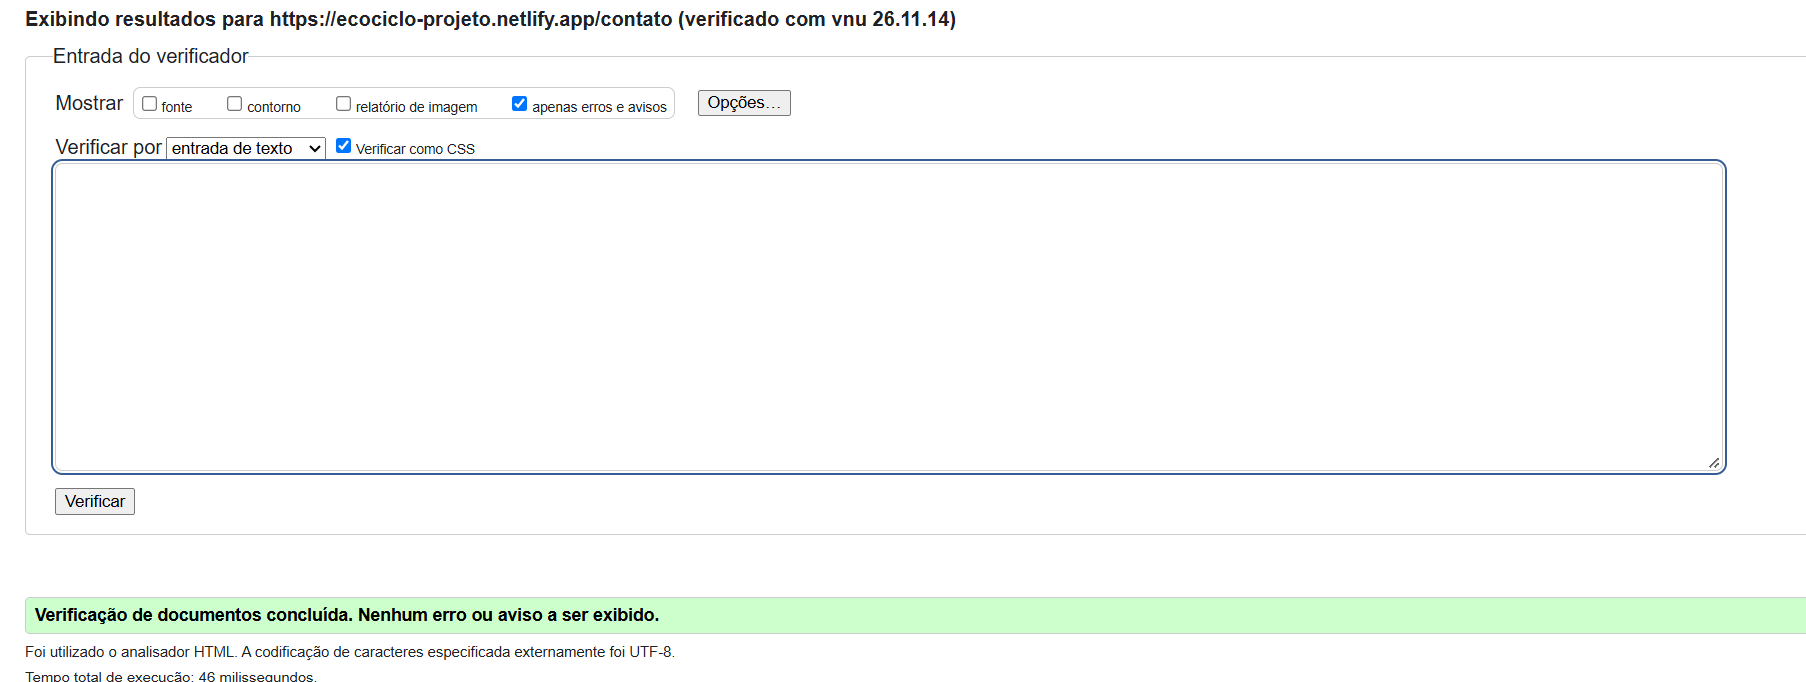 Exibindo resultados para https://ecociclo-projeto.netlify.app/contato (verificado com vnu 26.11.14)
Entrada do verificador
Mostrar fonte contorno relatório de imagem apenas erros e avisos Opções…
Verificar por entrada de texto Verificar como CSS
Verificar
Verificação de documentos concluída. Nenhum erro ou aviso a ser exibido.
Foi utilizado o analisador HTML. A codificação de caracteres especificada externamente foi UTF-8.
Tempo total de execução: 46 milissegundos.